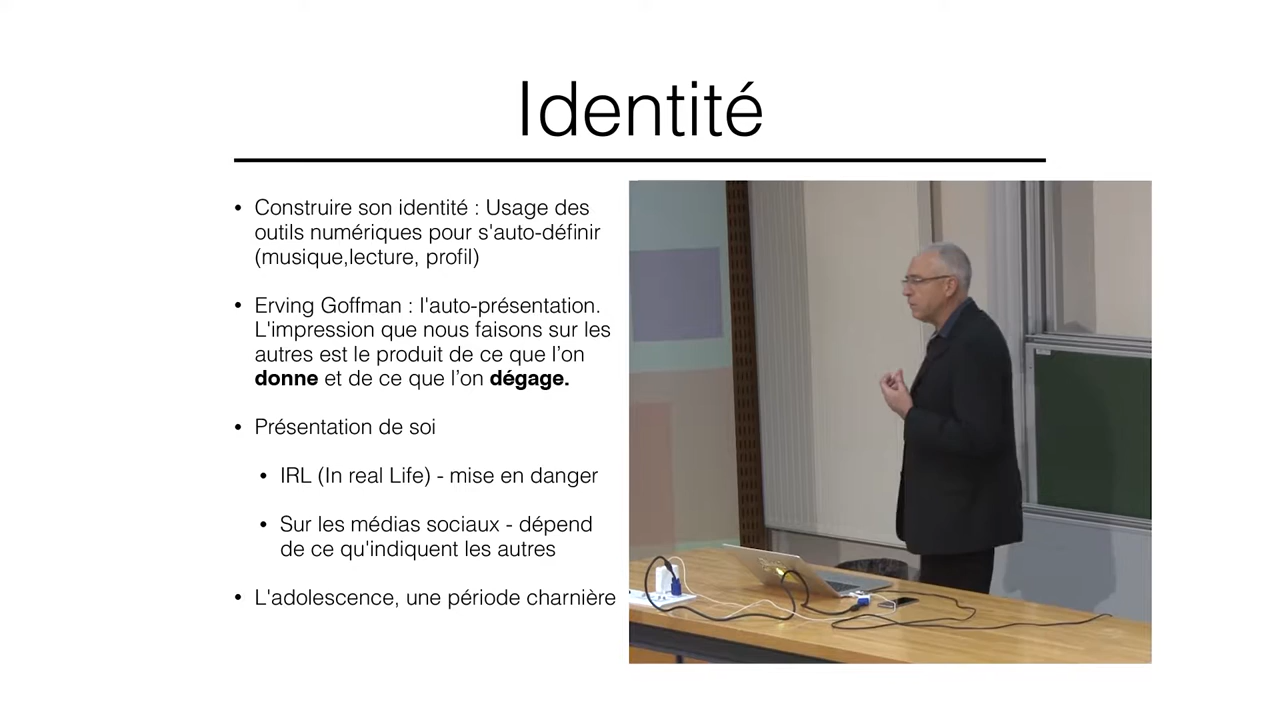 Identité
• Construire son identité : Usage des
outils numériques pour s'auto-définir
(musique,lecture, profil)
• Erving Goffman : l'auto-présentation.
L'impression que nous faisons sur les
autres est le produit de ce que l’on
donne et de ce que l’on dégage.
• Présentation de soi
• IRL (In real Life) - mise en danger
• Sur les médias sociaux - dépend
de ce qu'indiquent les autres
• L'adolescence, une période charnière